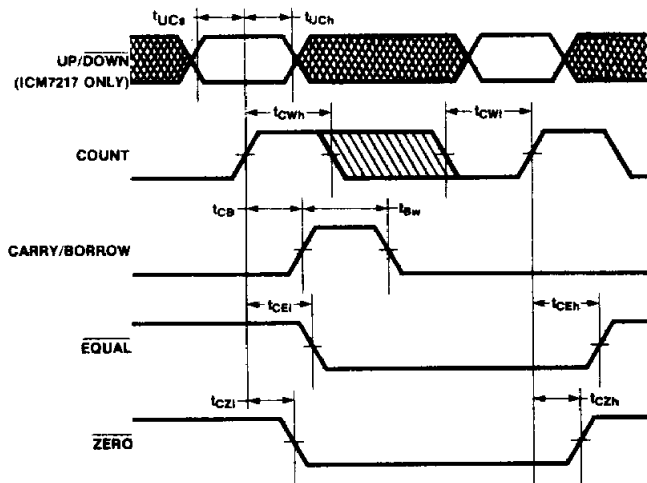 tUCs
tUCh
UP/DOWN
(ICM7217 ONLY)
tCWh
tCWl
COUNT
tCB
tBw
CARRY/BORROW
tCEl
tCEh
EQUAL
tCZl
tCZh
ZERO